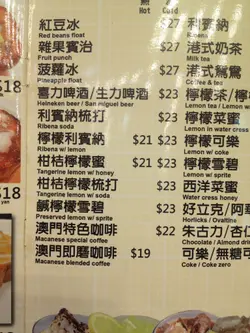 熱
Hot
凍
Cold
紅豆冰
$27
Red beans float
雜果賓治
$27
Fruit punch
菠蘿冰
$27
Pineapple float
喜力啤酒/生力啤酒
$23
Heineken beer / San miguel beer
利賓納梳打
$23
Ribena soda
檸檬利賓納
$21 $23
Ribena w/ lemon
柑桔檸檬蜜
$21 $23
Tangerine lemon w/ honey
柑桔檸檬梳打
$23
Tangerine lemon w/ soda
鹹檸檬雪碧
$23
Preserved lemon w/ sprite
澳門特色咖啡
$22
Macanese special coffee
澳門即磨咖啡
$19
Macanese blended coffee
利賓納
Ribena
港式奶茶
Milk tea
港式鴛鴦
Coffee & tea
檸檬茶/檸
Lemon tea / Lemon
檸檬菜蜜
Lemon in water cress honey
檸檬可樂
Lemon w/ coke
檸檬雪碧
Lemon w/ sprite
西洋菜蜜
Water cress honey
好立克/阿華
Horlicks / Ovaltine
朱古力/杏仁
Chocolate / Almond drin
可樂/無糖可
Coke / Coke zero
$18
$18